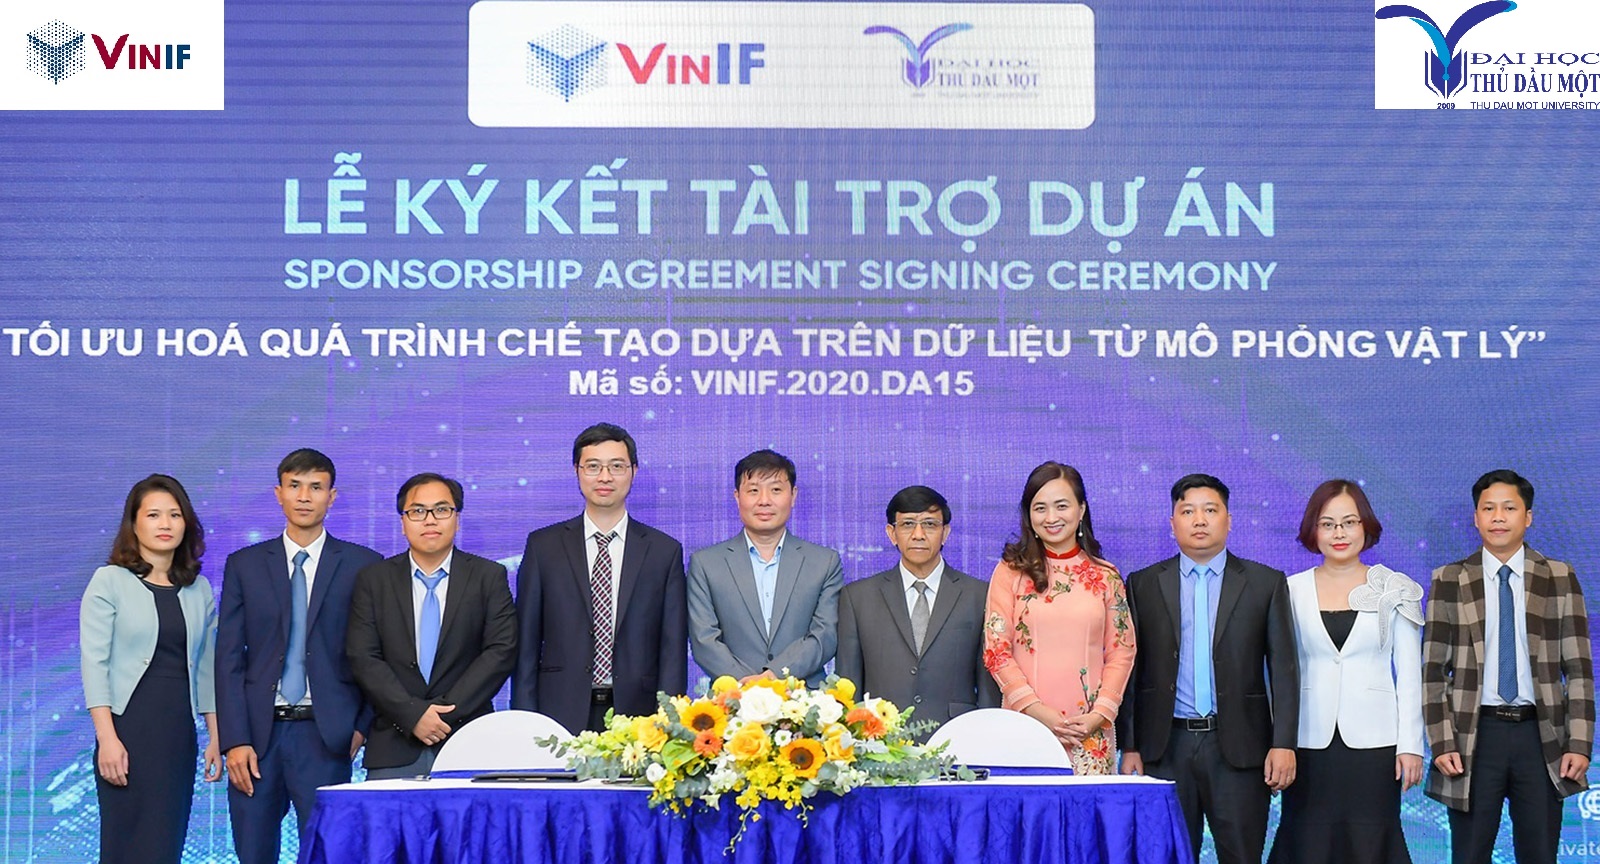 VINIF
VINIF
ĐẠI HỌC
THỦ DẦU MỘT
ĐẠI HỌC
THỦ DẦU MỘT
2009 THU DAU MOT UNIVERSITY
LỄ KÝ KẾT TÀI TRỢ DỰ ÁN
SPONSORSHIP AGREEMENT SIGNING CEREMONY
TỐI ƯU HOÁ QUÁ TRÌNH CHẾ TẠO DỰA TRÊN DỮ LIỆU TỪ MÔ PHỎNG VẬT LÝ”
Mã số: VINIF.2020.DA15